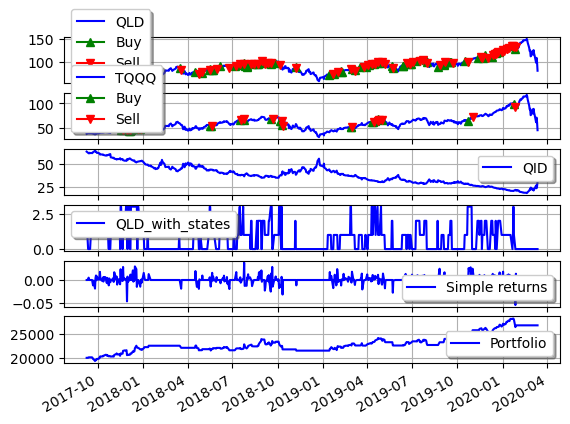 QLD
Buy
Sell
150
100
TQQQ
Buy
Sell
100
50
QID
50
25
QLD_with_states
2.5
0.0
Simple returns
0.00
−0.05
Portfolio
25000
20000
2017-10
2018-01
2018-04
2018-07
2018-10
2019-01
2019-04
2019-07
2019-10
2020-01
2020-04